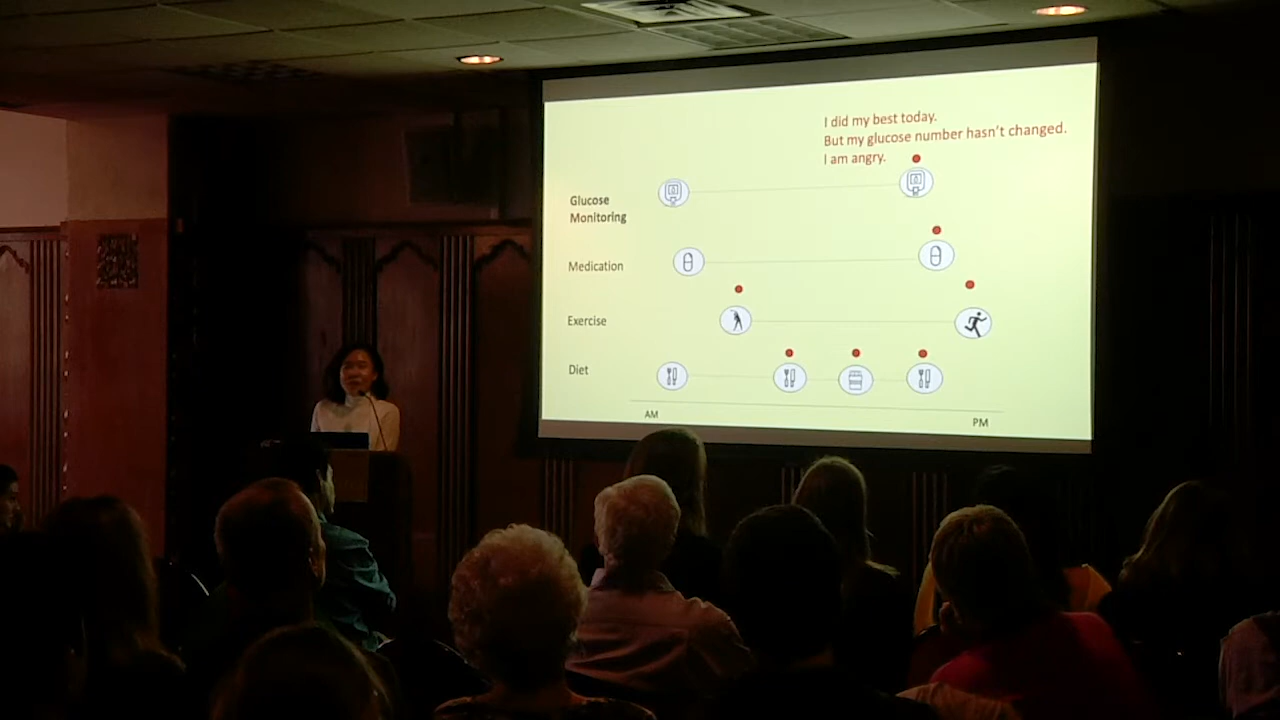 I did my best today.
But my glucose number hasn't changed.
I am angry.
Glucose
Monitoring
Medication
Exercise
Diet
AM
PM